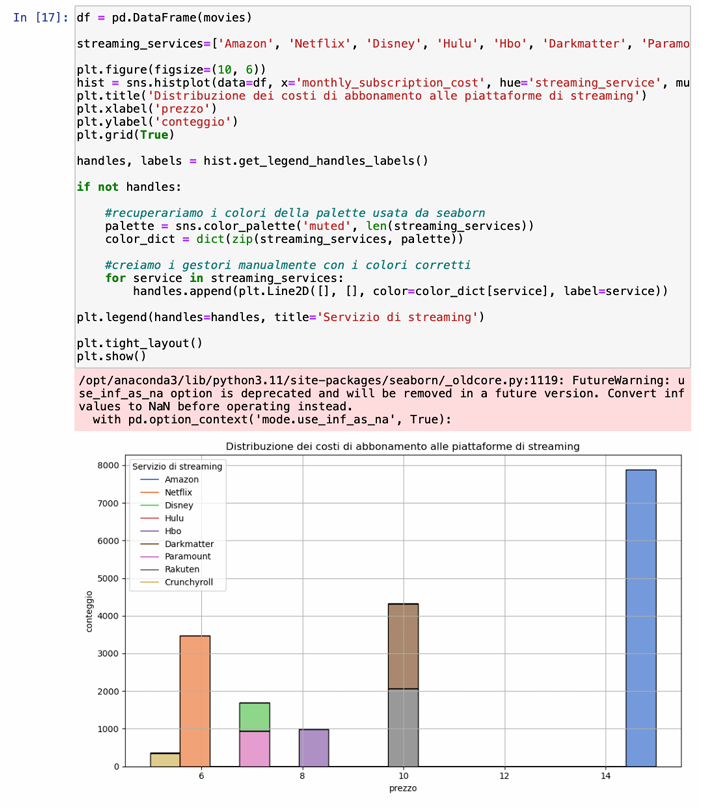 In [17]: df = pd.DataFrame(movies)
streaming_services=['Amazon', 'Netflix', 'Disney', 'Hulu', 'Hbo', 'Darkmatter', 'Paramo
plt.figure(figsize=(10, 6))
hist = sns.histplot(data=df, x='monthly_subscription_cost', hue='streaming_service', mu
plt.title('Distribuzione dei costi di abbonamento alle piattaforme di streaming')
plt.xlabel('prezzo')
plt.ylabel('conteggio')
plt.grid(True)
handles, labels = hist.get_legend_handles_labels()
if not handles:
#recuperariamo i colori della palette usata da seaborn
palette = sns.color_palette('muted', len(streaming_services))
color_dict = dict(zip(streaming_services, palette))
#creiamo i gestori manualmente con i colori corretti
for service in streaming_services:
handles.append(plt.Line2D([], [], color=color_dict[service], label=service))
plt.legend(handles=handles, title='Servizio di streaming')
plt.tight_layout()
plt.show()
/opt/anaconda3/lib/python3.11/site-packages/seaborn/_oldcore.py:1119: FutureWarning: u
se_inf_as_na option is deprecated and will be removed in a future version. Convert inf
values to NaN before operating instead.
with pd.option_context('mode.use_inf_as_na', True):
Distribuzione dei costi di abbonamento alle piattaforme di streaming
Servizio di streaming
Amazon
Netflix
Disney
Hulu
Hbo
Darkmatter
Paramount
Rakuten
Crunchyroll
conteggio
8000
7000
6000
5000
4000
3000
2000
1000
0
6 8 10 12 14
prezzo